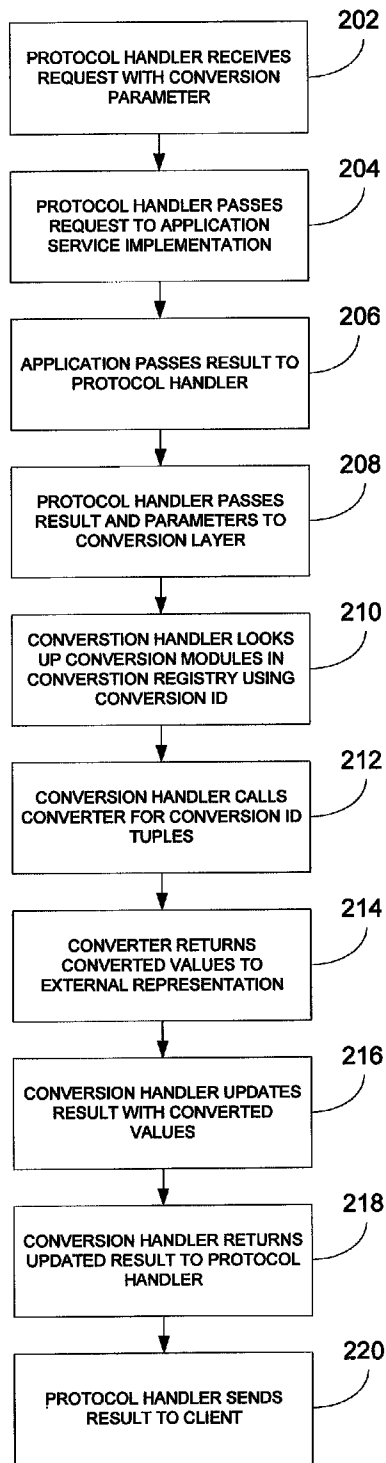 202
PROTOCOL HANDLER RECEIVES
REQUEST WITH CONVERSION
PARAMETER
204
PROTOCOL HANDLER PASSES
REQUEST TO APPLICATION
SERVICE IMPLEMENTATION
206
APPLICATION PASSES RESULT TO
PROTOCOL HANDLER
208
PROTOCOL HANDLER PASSES
RESULT AND PARAMETERS TO
CONVERSION LAYER
210
CONVERSTION HANDLER LOOKS
UP CONVERSION MODULES IN
CONVERSTION REGISTRY USING
CONVERSION ID
212
CONVERSION HANDLER CALLS
CONVERTER FOR CONVERSION ID
TUPLES
214
CONVERTER RETURNS
CONVERTED VALUES TO
EXTERNAL REPRESENTATION
216
CONVERSION HANDLER UPDATES
RESULT WITH CONVERTED
VALUES
218
CONVERSION HANDLER RETURNS
UPDATED RESULT TO PROTOCOL
HANDLER
220
PROTOCOL HANDLER SENDS
RESULT TO CLIENT